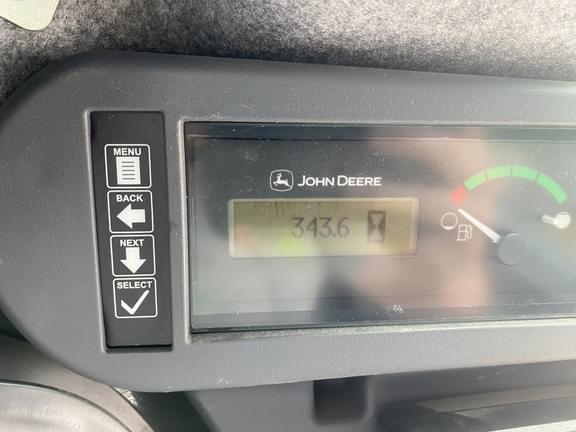 MENU
BACK
NEXT
SELECT
JOHN DEERE
343.6